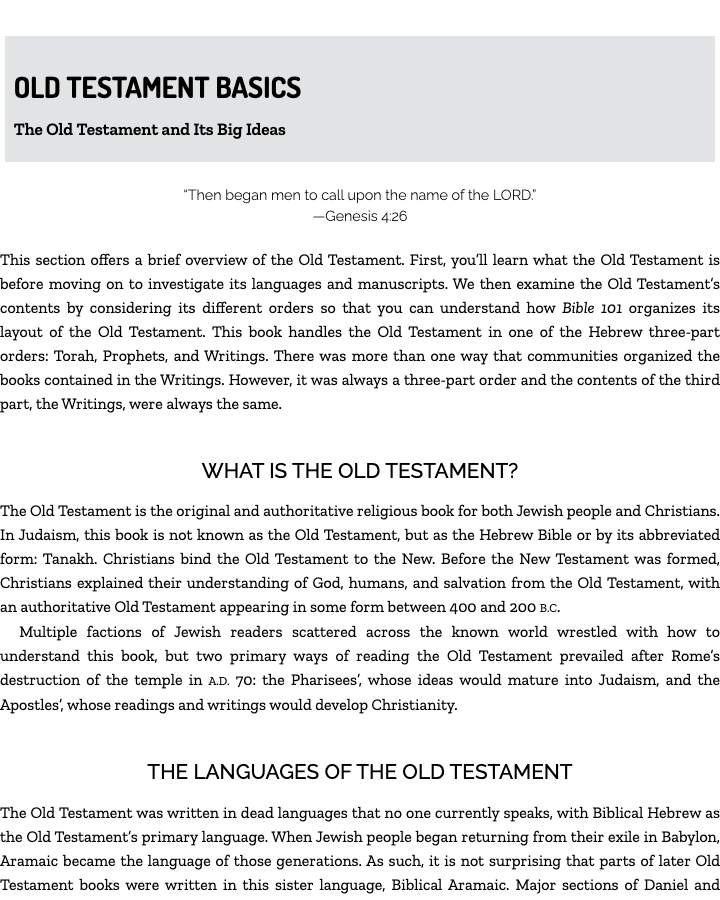 OLD TESTAMENT BASICS
The Old Testament and Its Big Ideas
“Then began men to call upon the name of the LORD.”
—Genesis 4:26
This section offers a brief overview of the Old Testament. First, you’ll learn what the Old Testament is
before moving on to investigate its languages and manuscripts. We then examine the Old Testament’s
contents by considering its different orders so that you can understand how Bible 101 organizes its
layout of the Old Testament. This book handles the Old Testament in one of the Hebrew three-part
orders: Torah, Prophets, and Writings. There was more than one way that communities organized the
books contained in the Writings. However, it was always a three-part order and the contents of the third
part, the Writings, were always the same.
WHAT IS THE OLD TESTAMENT?
The Old Testament is the original and authoritative religious book for both Jewish people and Christians.
In Judaism, this book is not known as the Old Testament, but as the Hebrew Bible or by its abbreviated
form: Tanakh. Christians bind the Old Testament to the New. Before the New Testament was formed,
Christians explained their understanding of God, humans, and salvation from the Old Testament, with
an authoritative Old Testament appearing in some form between 400 and 200 B.C.
Multiple factions of Jewish readers scattered across the known world wrestled with how to
understand this book, but two primary ways of reading the Old Testament prevailed after Rome’s
destruction of the temple in A.D. 70: the Pharisees’, whose ideas would mature into Judaism, and the
Apostles’, whose readings and writings would develop Christianity.
THE LANGUAGES OF THE OLD TESTAMENT
The Old Testament was written in dead languages that no one currently speaks, with Biblical Hebrew as
the Old Testament’s primary language. When Jewish people began returning from their exile in Babylon,
Aramaic became the language of those generations. As such, it is not surprising that parts of later Old
Testament books were written in this sister language, Biblical Aramaic. Major sections of Daniel and